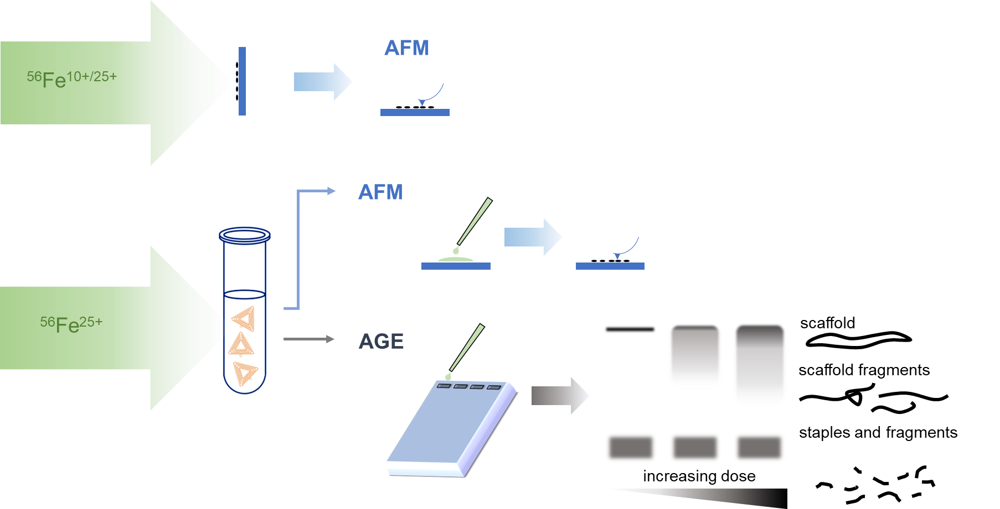 AFM
⁵⁶Fe¹⁰⁺/²⁵⁺
AFM
⁵⁶Fe²⁵⁺
AGE
scaffold
scaffold fragments
staples and fragments
increasing dose